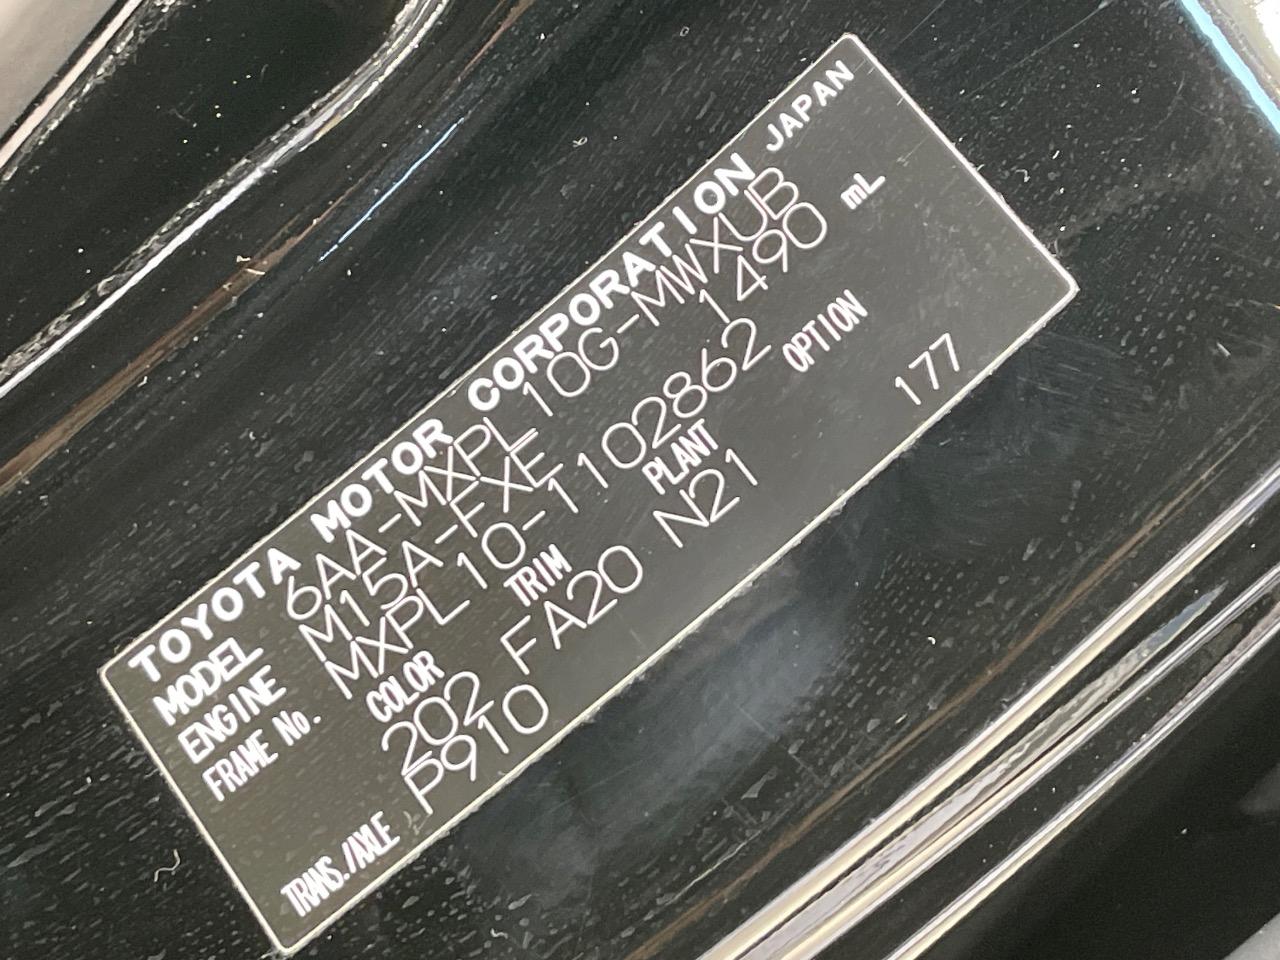 TOYOTA MOTOR CORPORATION JAPAN
MODEL 6AA-MXPL10G-MWXUB
ENGINE M15A-FXE 1490 mL
FRAME No. MXPL10-1102862
COLOR TRIM PLANT OPTION
202 FA20 N21 177
TRANS./AXLE P910